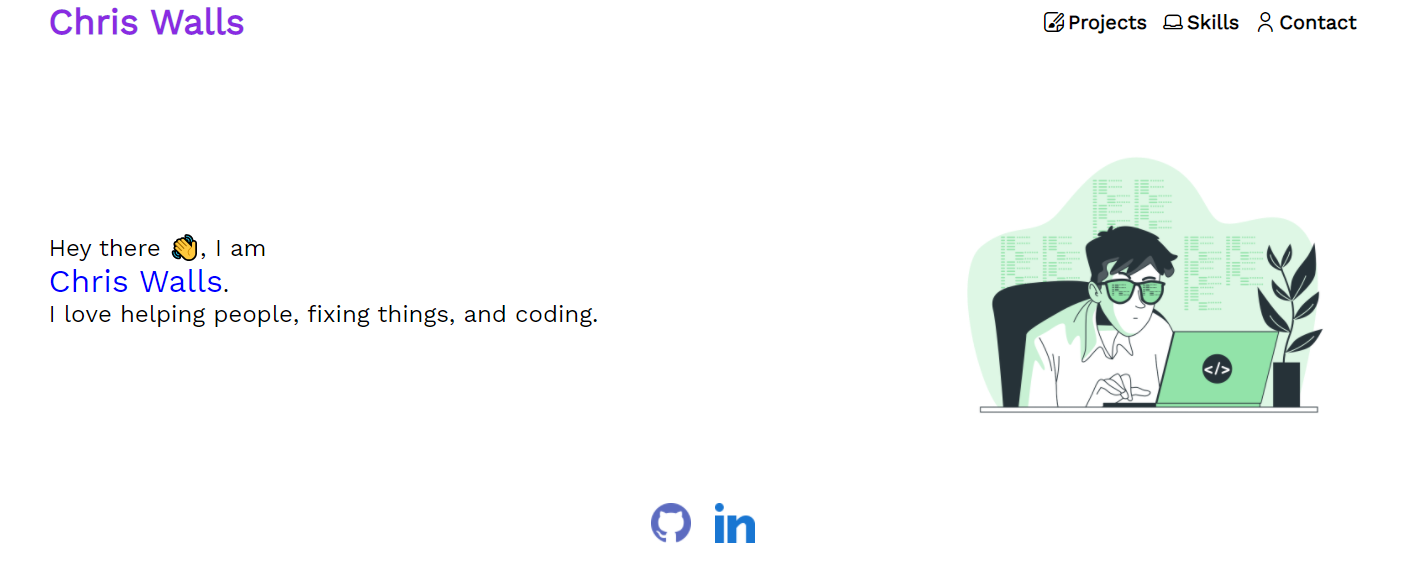 Chris Walls
Projects Skills Contact
Hey there 👋, I am
Chris Walls.
I love helping people, fixing things, and coding.
</>
in